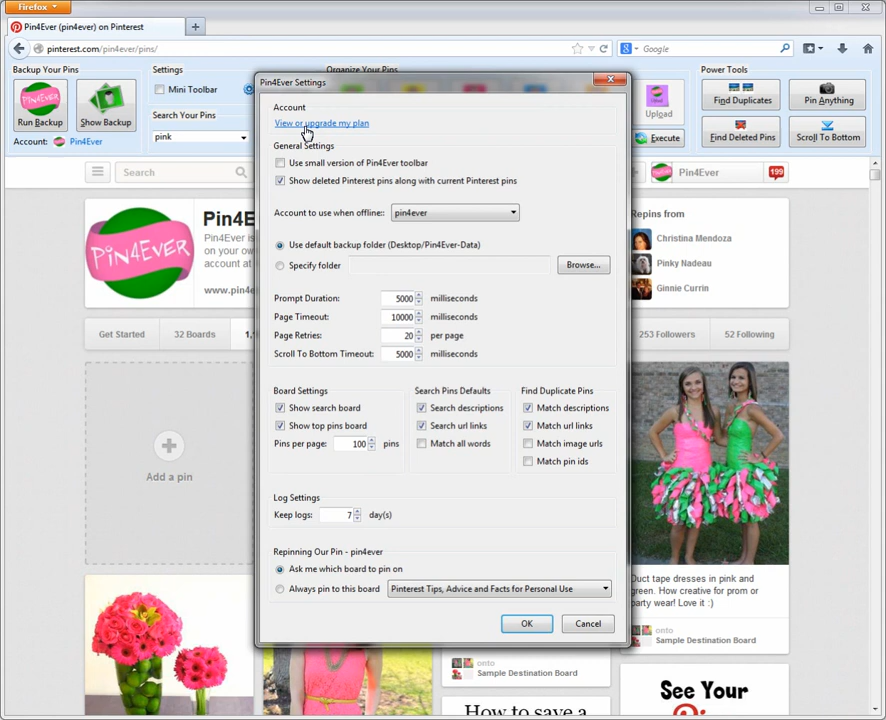 Firefox
Pin4Ever (pin4ever) on Pinterest
pinterest.com/pin4ever/pins/
Google
Backup Your Pins
Settings
Organize Your Pins
Power Tools
PIN4EVER
Run Backup
Show Backup
Mini Toolbar
Search Your Pins
pink
Upload
Execute
Find Duplicates
Pin Anything
Find Deleted Pins
Scroll To Bottom
Account:
Pin4Ever
Search
Pin4Ever
199
PIN4EVER
Pin4E
Pin4Ever is
on your own
account at
www.pin4e
Repins from
Christina Mendoza
Pinky Nadeau
Ginnie Currin
Get Started
32 Boards
1,1
253 Followers
52 Following
Add a pin
Duct tape dresses in pink and
green. How creative for prom or
party wear! Love it :)
onto
Sample Destination Board
onto
Sample Destination Board
How to save a
See Your
Pin4Ever Settings
Account
View or upgrade my plan
General Settings
Use small version of Pin4Ever toolbar
Show deleted Pinterest pins along with current Pinterest pins
Account to use when offline:
pin4ever
Use default backup folder (Desktop/Pin4Ever-Data)
Specify folder
Browse...
Prompt Duration:
5000
milliseconds
Page Timeout:
10000
milliseconds
Page Retries:
20
per page
Scroll To Bottom Timeout:
5000
milliseconds
Board Settings
Show search board
Show top pins board
Pins per page:
100
pins
Search Pins Defaults
Search descriptions
Search url links
Match all words
Find Duplicate Pins
Match descriptions
Match url links
Match image urls
Match pin ids
Log Settings
Keep logs:
7
day(s)
Repinning Our Pin - pin4ever
Ask me which board to pin on
Always pin to this board
Pinterest Tips, Advice and Facts for Personal Use
OK
Cancel